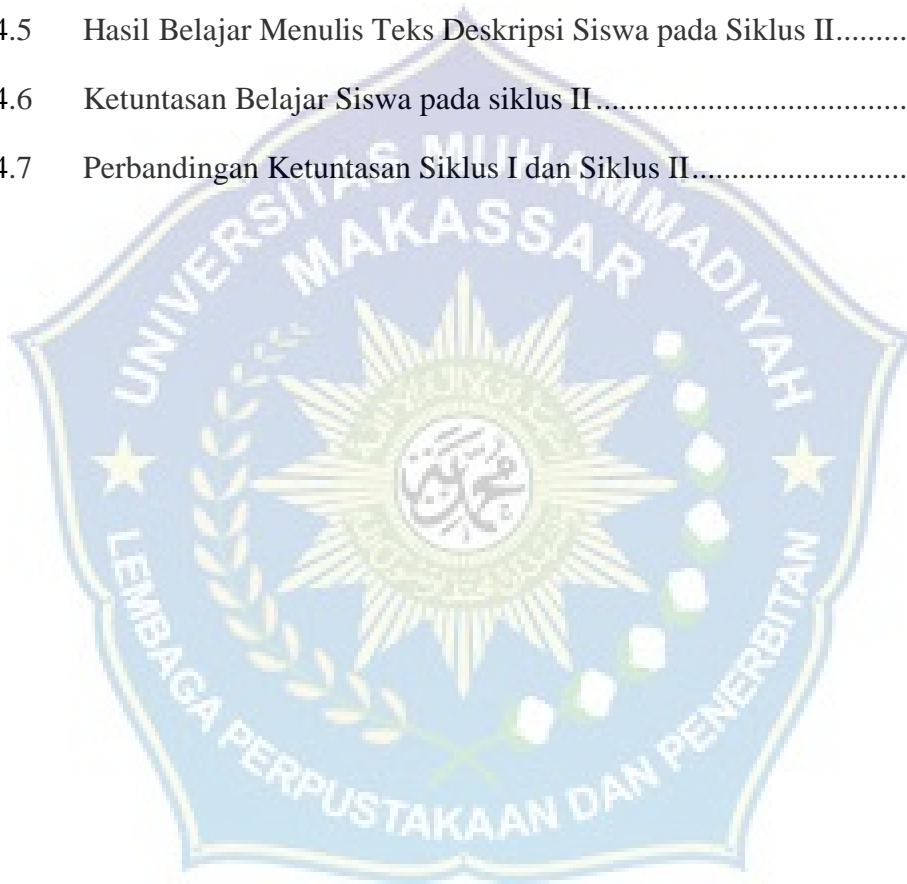 4.5 Hasil Belajar Menulis Teks Deskripsi Siswa pada Siklus II.........
4.6 Ketuntasan Belajar Siswa pada siklus II...................................
4.7 Perbandingan Ketuntasan Siklus I dan Siklus II........................
UNIVERSITAS MUHAMMADIYAH
MAKASSAR
محمدية
LEMBAGA PERPUSTAKAAN DAN PENERBITAN